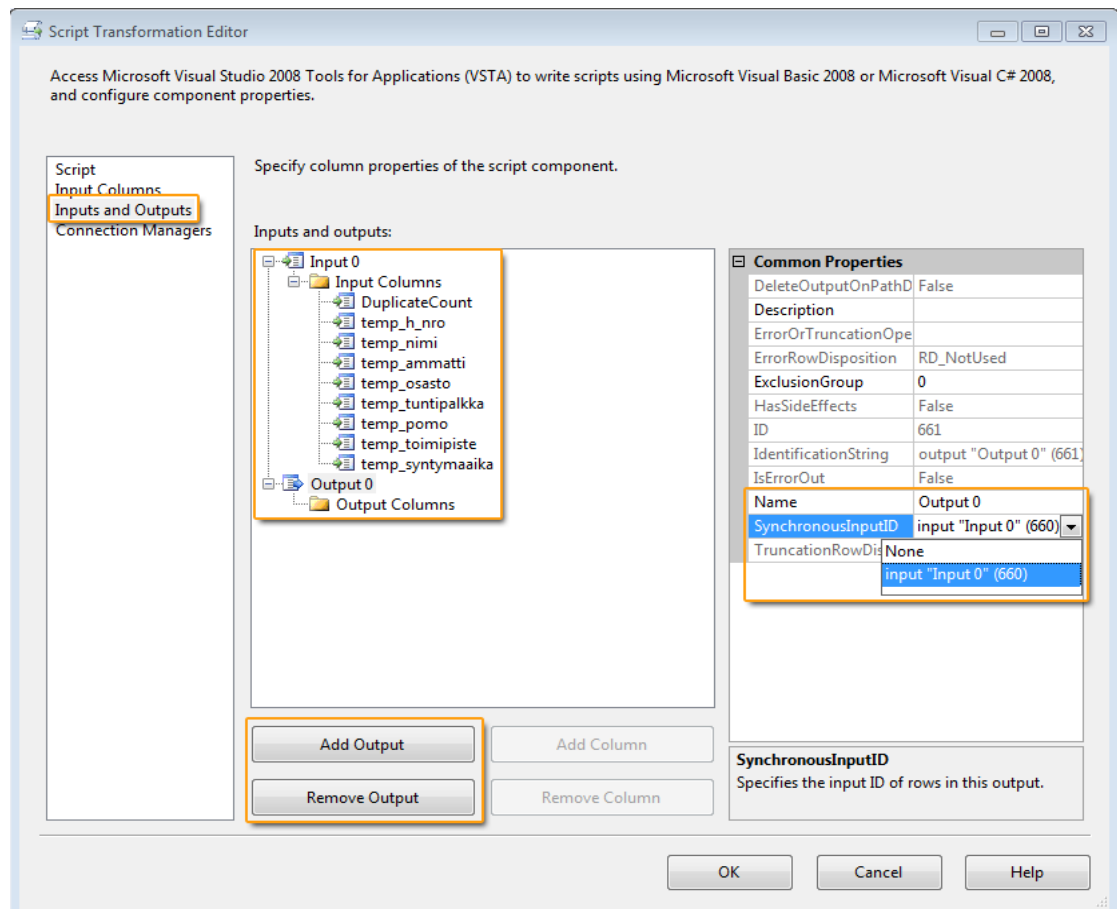 Script Transformation Editor
Access Microsoft Visual Studio 2008 Tools for Applications (VSTA) to write scripts using Microsoft Visual Basic 2008 or Microsoft Visual C# 2008,
and configure component properties.
Script
Input Columns
Inputs and Outputs
Connection Managers
Specify column properties of the script component.
Inputs and outputs:
Input 0
Input Columns
DuplicateCount
temp_h_nro
temp_nimi
temp_ammatti
temp_osasto
temp_tuntipalkka
temp_pomo
temp_toimipiste
temp_syntymaaika
Output 0
Output Columns
Add Output
Add Column
Remove Output
Remove Column
Common Properties
DeleteOutputOnPathD False
Description
ErrorOrTruncationOpe
ErrorRowDisposition RD_NotUsed
ExclusionGroup 0
HasSideEffects False
ID 661
IdentificationString output "Output 0" (661)
IsErrorOut False
Name Output 0
SynchronousInputID input "Input 0" (660)
TruncationRowDis
None
input "Input 0" (660)
SynchronousInputID
Specifies the input ID of rows in this output.
OK
Cancel
Help